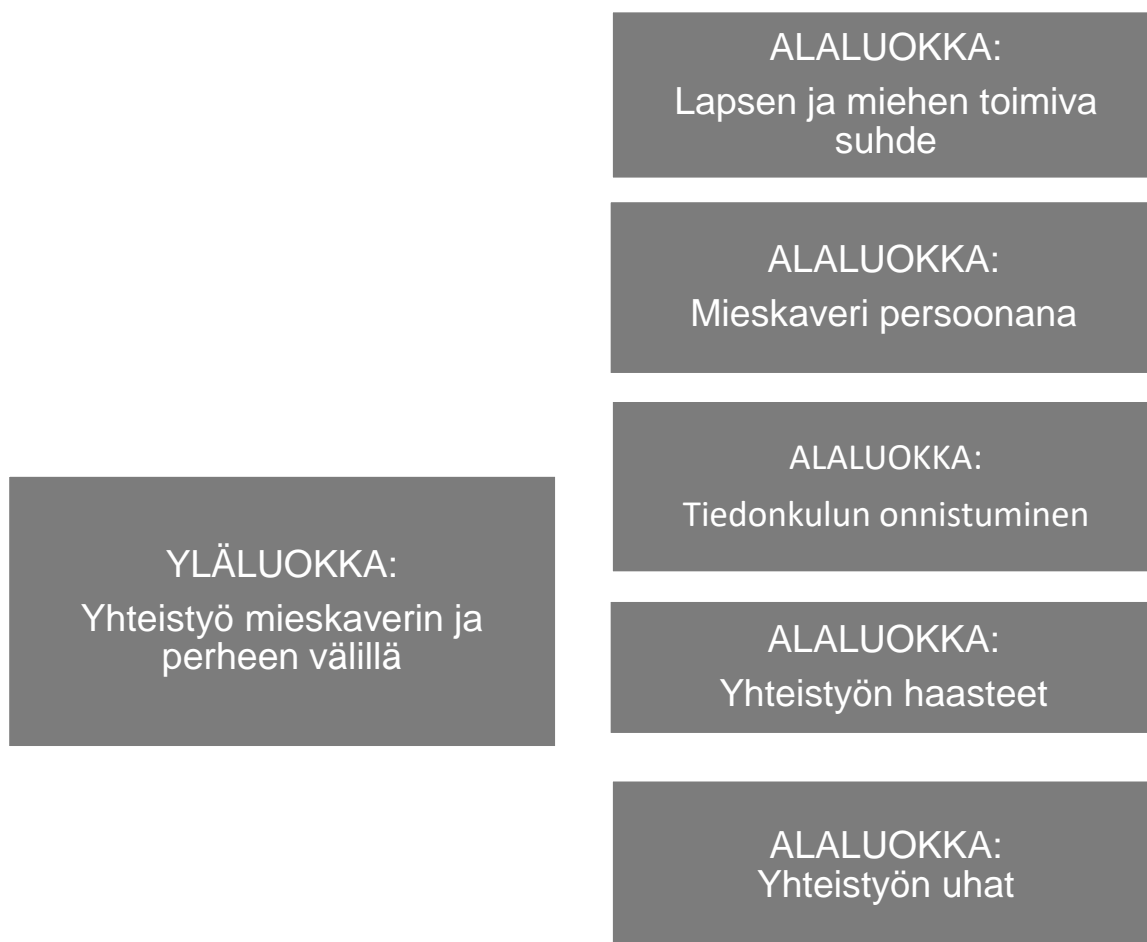 ALALUOKKA:
Lapsen ja miehen toimiva
suhde
ALALUOKKA:
Mieskaveri persoonana
ALALUOKKA:
Tiedonkulun onnistuminen
YLÄLUOKKA:
Yhteistyö mieskaverin ja
perheen välillä
ALALUOKKA:
Yhteistyön haasteet
ALALUOKKA:
Yhteistyön uhat